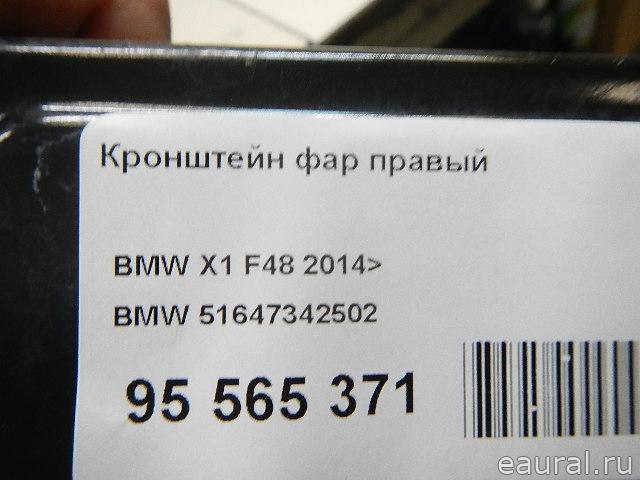 Кронштейн фар правый
BMW X1 F48 2014>
BMW 51647342502
95 565 371
eaural.ru